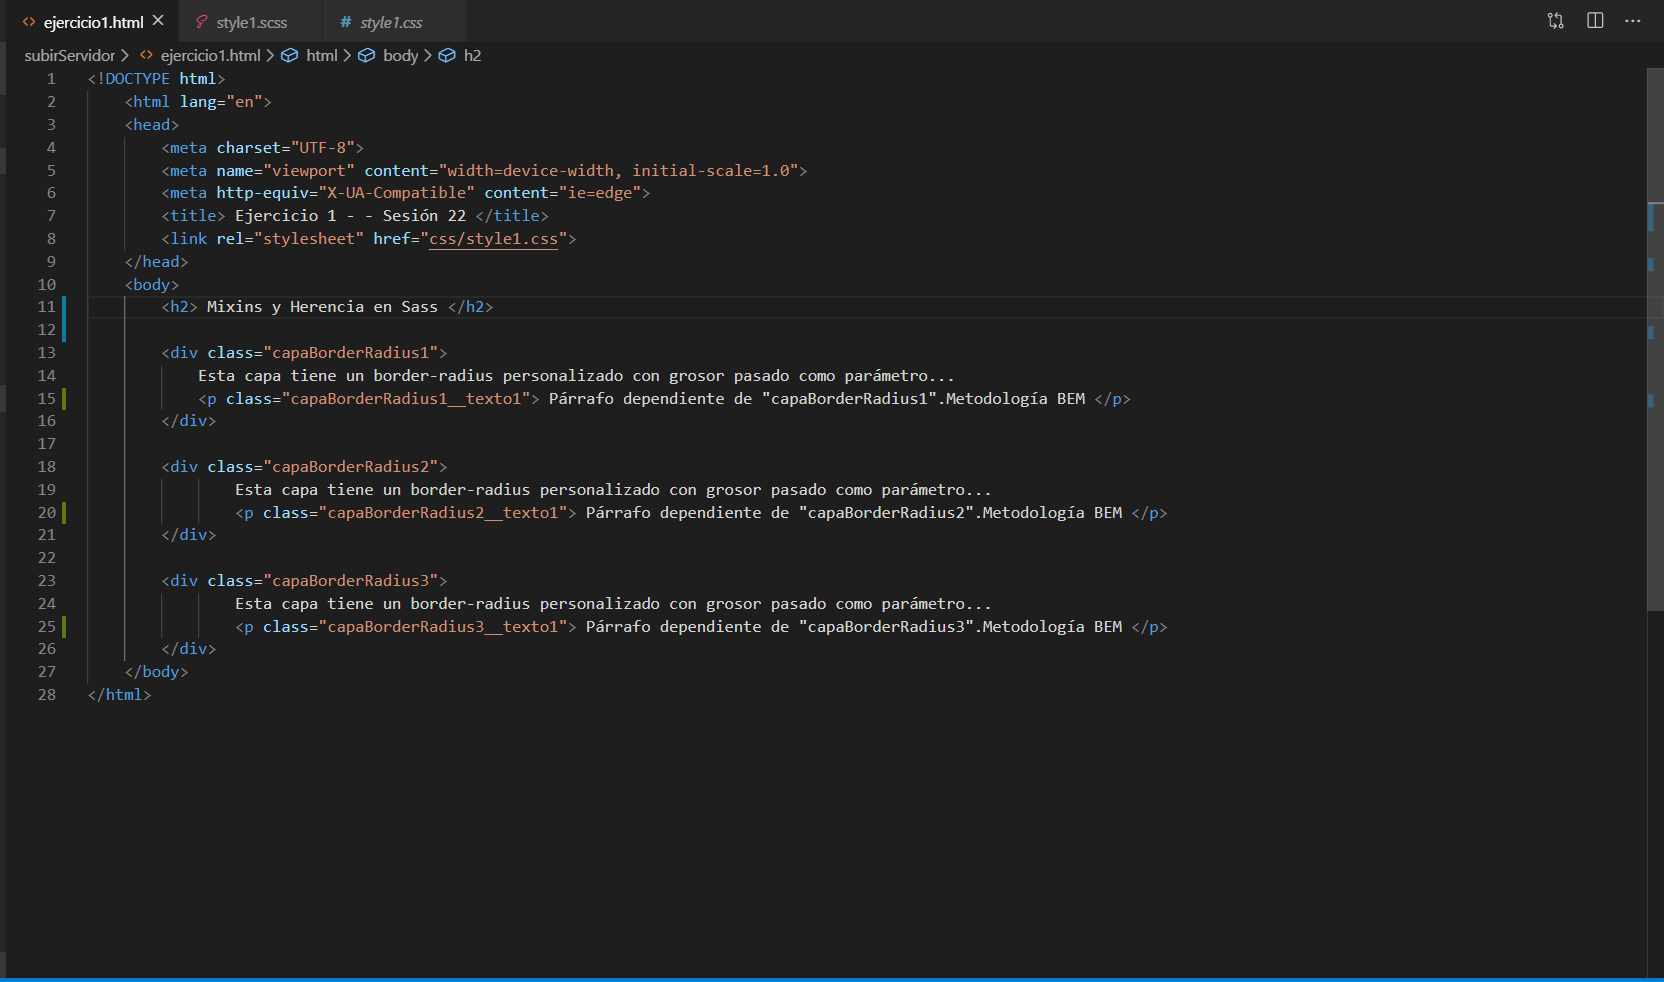 ejercicio1.html style1.scss # style1.css
subirServidor > ejercicio1.html > html > body > h2
1 <!DOCTYPE html>
2 <html lang="en">
3 <head>
4 <meta charset="UTF-8">
5 <meta name="viewport" content="width=device-width, initial-scale=1.0">
6 <meta http-equiv="X-UA-Compatible" content="ie=edge">
7 <title> Ejercicio 1 - - Sesión 22 </title>
8 <link rel="stylesheet" href="css/style1.css">
9 </head>
10 <body>
11 <h2> Mixins y Herencia en Sass </h2>
12
13 <div class="capaBorderRadius1">
14 Esta capa tiene un border-radius personalizado con grosor pasado como parámetro...
15 <p class="capaBorderRadius1__texto1"> Párrafo dependiente de "capaBorderRadius1".Metodología BEM </p>
16 </div>
17
18 <div class="capaBorderRadius2">
19 Esta capa tiene un border-radius personalizado con grosor pasado como parámetro...
20 <p class="capaBorderRadius2__texto1"> Párrafo dependiente de "capaBorderRadius2".Metodología BEM </p>
21 </div>
22
23 <div class="capaBorderRadius3">
24 Esta capa tiene un border-radius personalizado con grosor pasado como parámetro...
25 <p class="capaBorderRadius3__texto1"> Párrafo dependiente de "capaBorderRadius3".Metodología BEM </p>
26 </div>
27 </body>
28 </html>